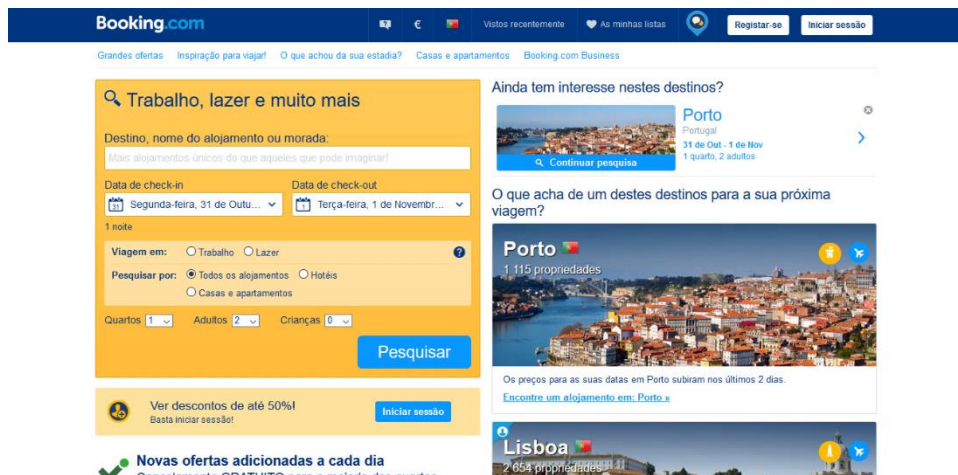 Booking.com
€
Vistos recentemente
As minhas listas
Registar-se
Iniciar sessão
Grandes ofertas Inspiração para viajar! O que achou da sua estadia? Casas e apartamentos Booking.com Business
Trabalho, lazer e muito mais
Destino, nome do alojamento ou morada:
Mais alojamentos únicos do que aqueles que pode imaginar!
Data de check-in
Data de check-out
31 Segunda-feira, 31 de Outu...
1 Terça-feira, 1 de Novembr...
1 noite
Viagem em: Trabalho Lazer
?
Pesquisar por: Todos os alojamentos Hotéis
Casas e apartamentos
Quartos 1 Adultos 2 Crianças 0
Pesquisar
Ver descontos de até 50%!
Basta iniciar sessão!
Iniciar sessão
Novas ofertas adicionadas a cada dia
Cancelamento GRATUITO para a maioria dos quartos
Ainda tem interesse nestes destinos?
Continuar pesquisa
Porto
Portugal
31 de Out - 1 de Nov
1 quarto, 2 adultos
O que acha de um destes destinos para a sua próxima
viagem?
Porto
1 115 propriedades
Os preços para as suas datas em Porto subiram nos últimos 2 dias.
Encontre um alojamento em: Porto »
Lisboa
2 654 propriedades